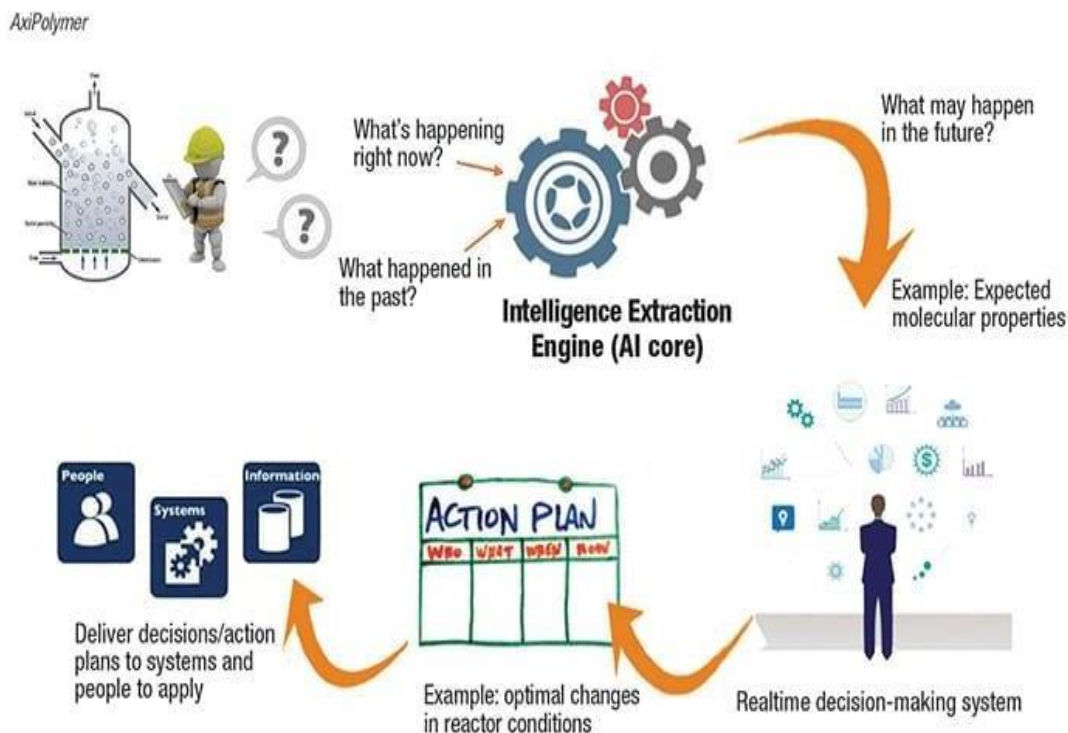 AxiPolymer
What's happening
right now?
What happened in
the past?
?
?
Intelligence Extraction
Engine (AI core)
What may happen
in the future?
Example: Expected
molecular properties
People
Systems
Information
Deliver decisions/action
plans to systems and
people to apply
ACTION PLAN
WHO WHAT WHEN HOW
Example: optimal changes
in reactor conditions
$
Realtime decision-making system